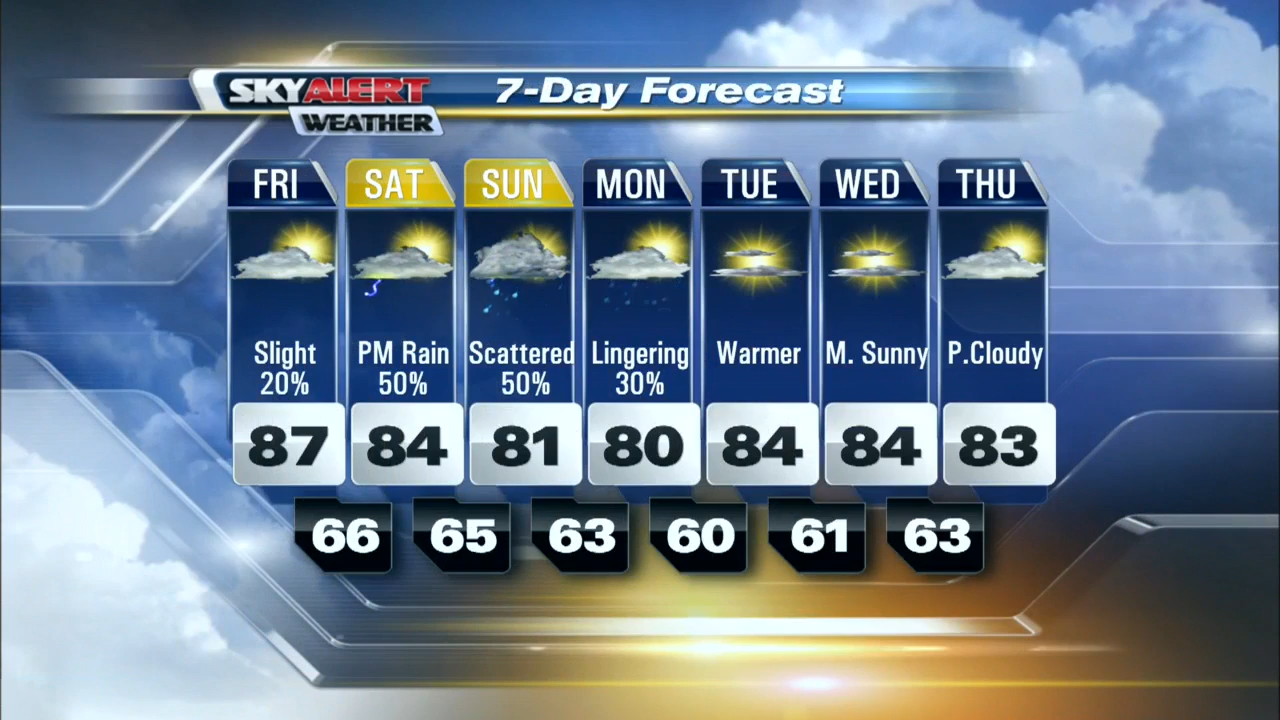 SKYALERT
WEATHER
7-Day Forecast
FRI
SAT
SUN
MON
TUE
WED
THU
Slight
20%
PM Rain
50%
Scattered
50%
Lingering
30%
Warmer
M. Sunny
P.Cloudy
87
84
81
80
84
84
83
66
65
63
60
61
63